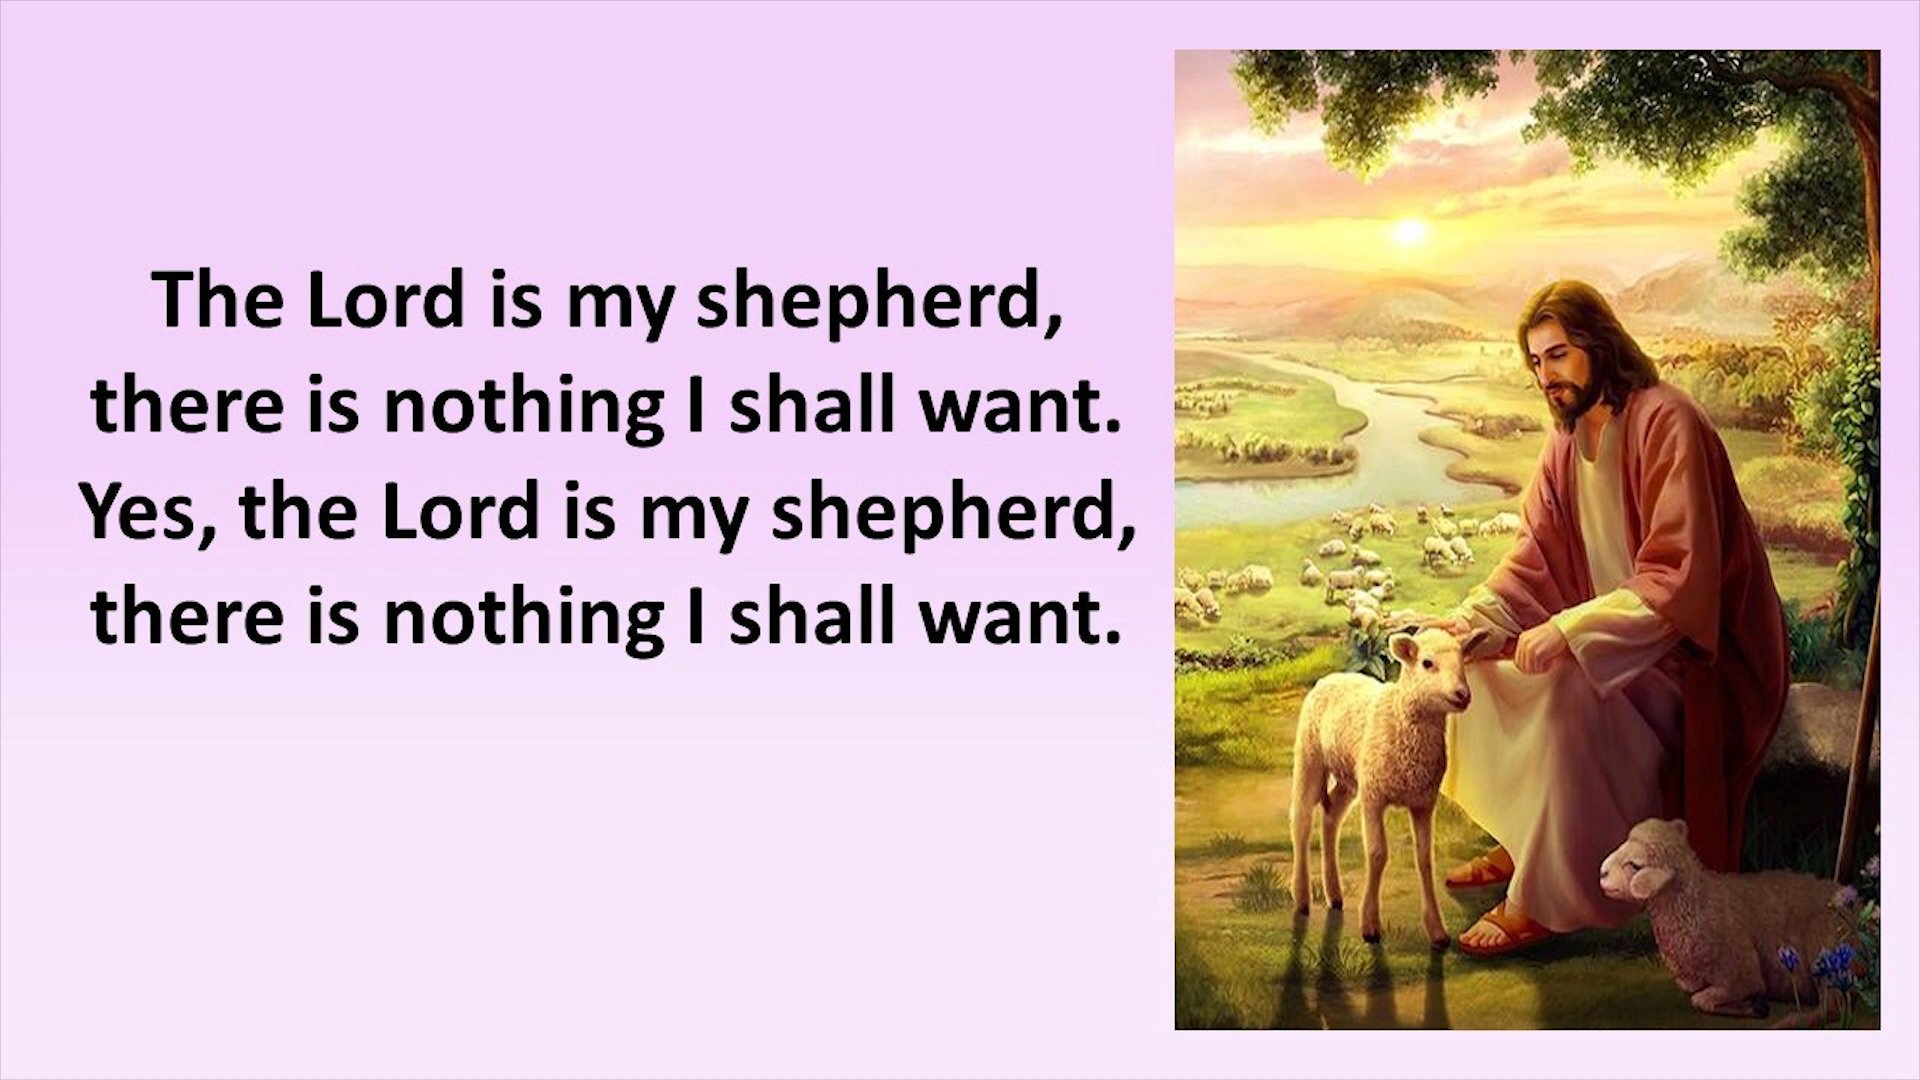 The Lord is my shepherd,
there is nothing I shall want.
Yes, the Lord is my shepherd,
there is nothing I shall want.